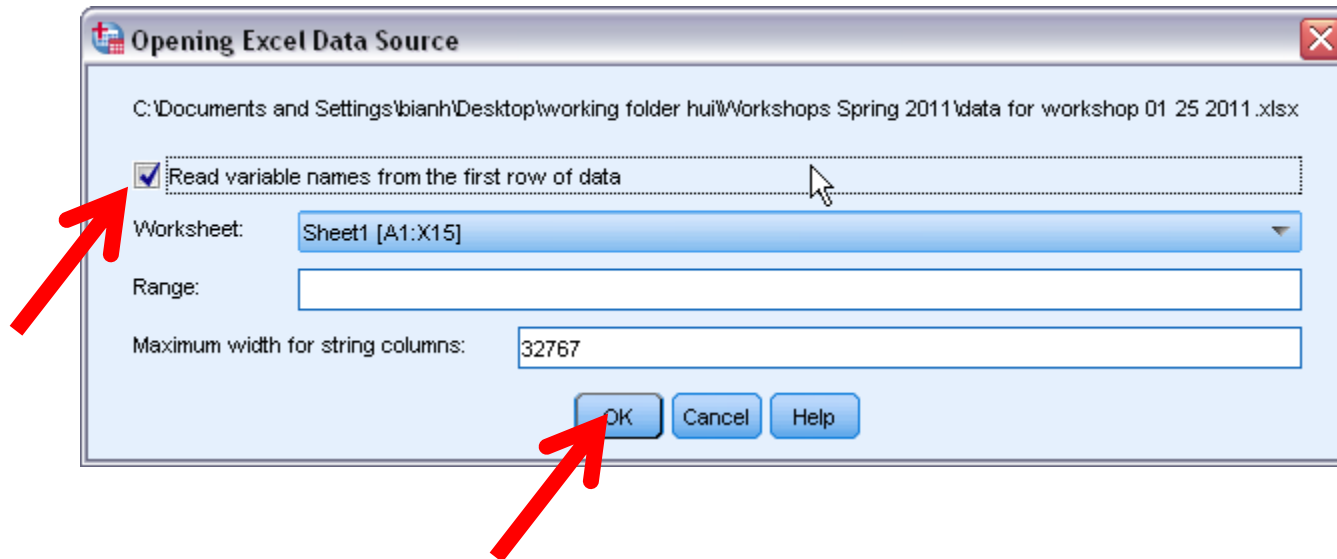 Opening Excel Data Source
C:\Documents and Settings\bianh\Desktop\working folder hui\Workshops Spring 2011\data for workshop 01 25 2011.xlsx
Read variable names from the first row of data
Worksheet: Sheet1 [A1:X15]
Range:
Maximum width for string columns: 32767
OK Cancel Help